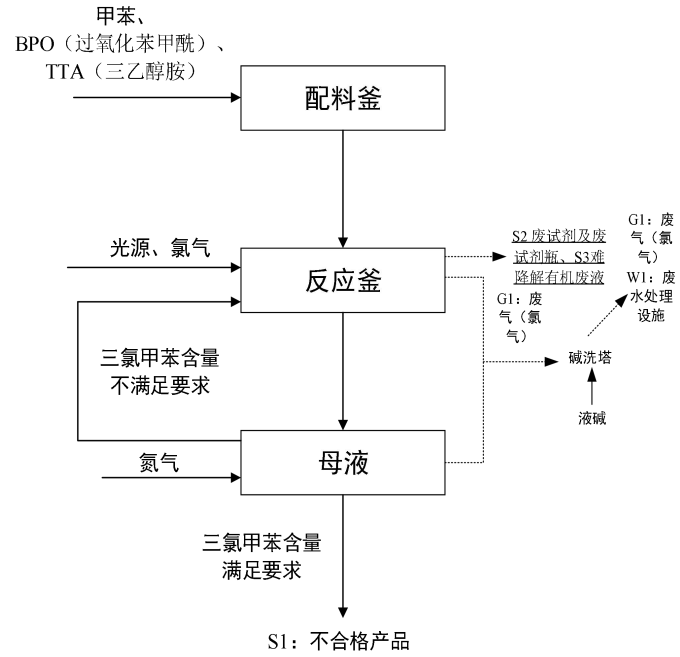 甲苯、
BPO（过氧化苯甲酰）、
TTA（三乙醇胺）
配料釜
光源、氯气
反应釜
S2 废试剂及废
试剂瓶、S3难
降解有机废液
G1：废
气（氯
气）
G1：废
气（氯
气）
W1：废
水处理
设施
碱洗塔
液碱
三氯甲苯含量
不满足要求
氮气
母液
三氯甲苯含量
满足要求
S1：不合格产品